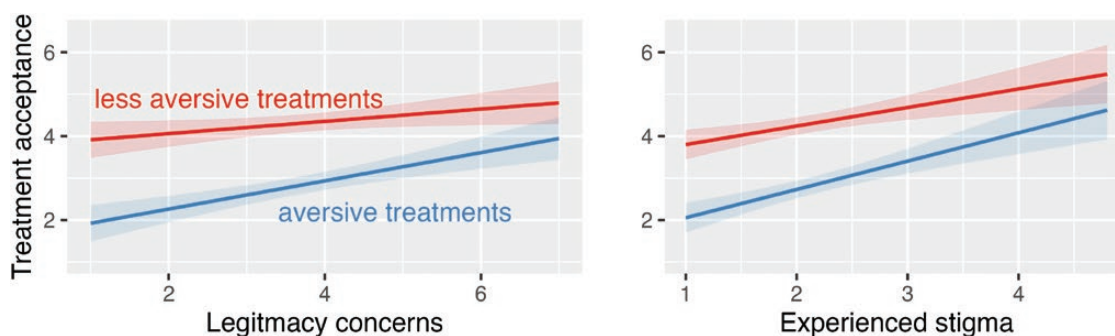 Treatment acceptance
6
4
2
less aversive treatments
aversive treatments
2 4 6
Legitmacy concerns
6
4
2
1 2 3 4
Experienced stigma